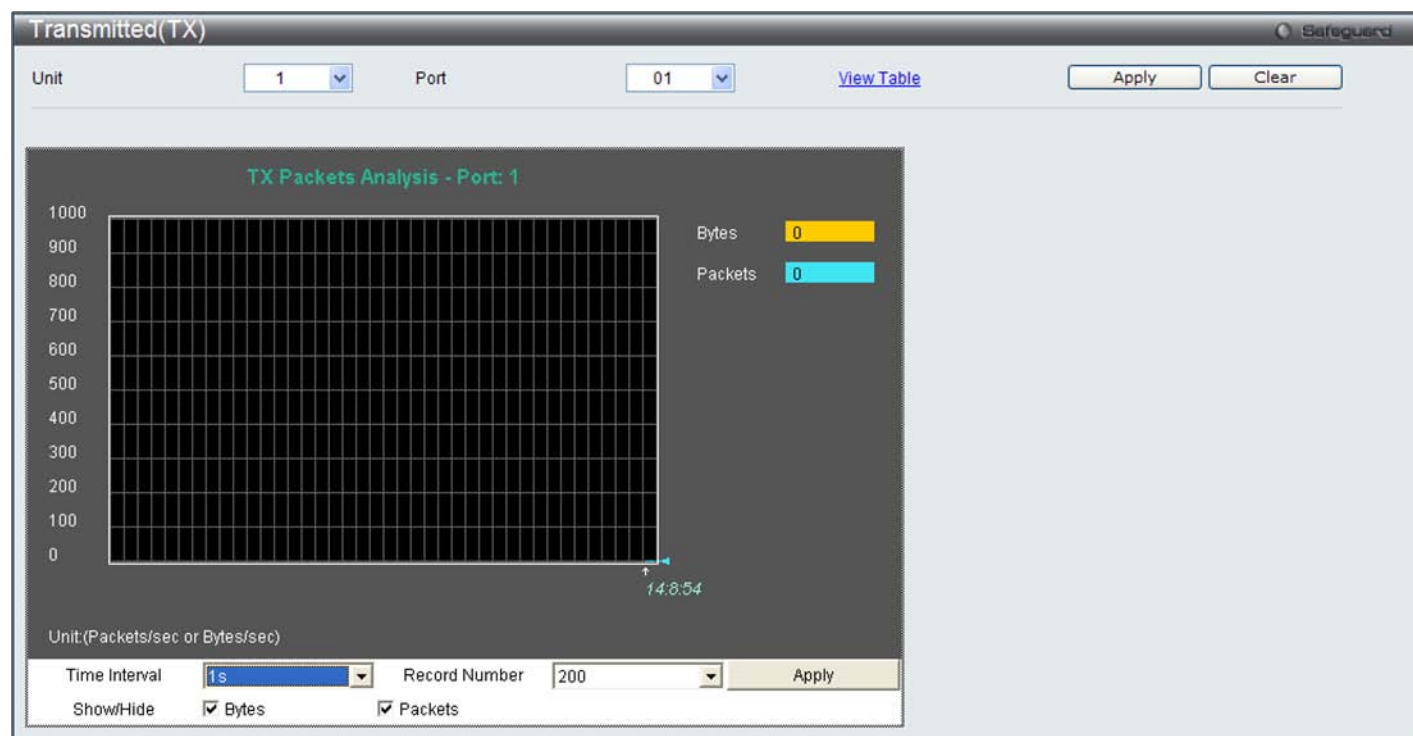 Transmitted(TX)
Safeguard
Unit 1 Port 01 View Table Apply Clear
TX Packets Analysis - Port: 1
1000
900
800
700
600
500
400
300
200
100
0
Bytes 0
Packets 0
14:8:54
Unit:(Packets/sec or Bytes/sec)
Time Interval 1s Record Number 200 Apply
Show/Hide Bytes Packets